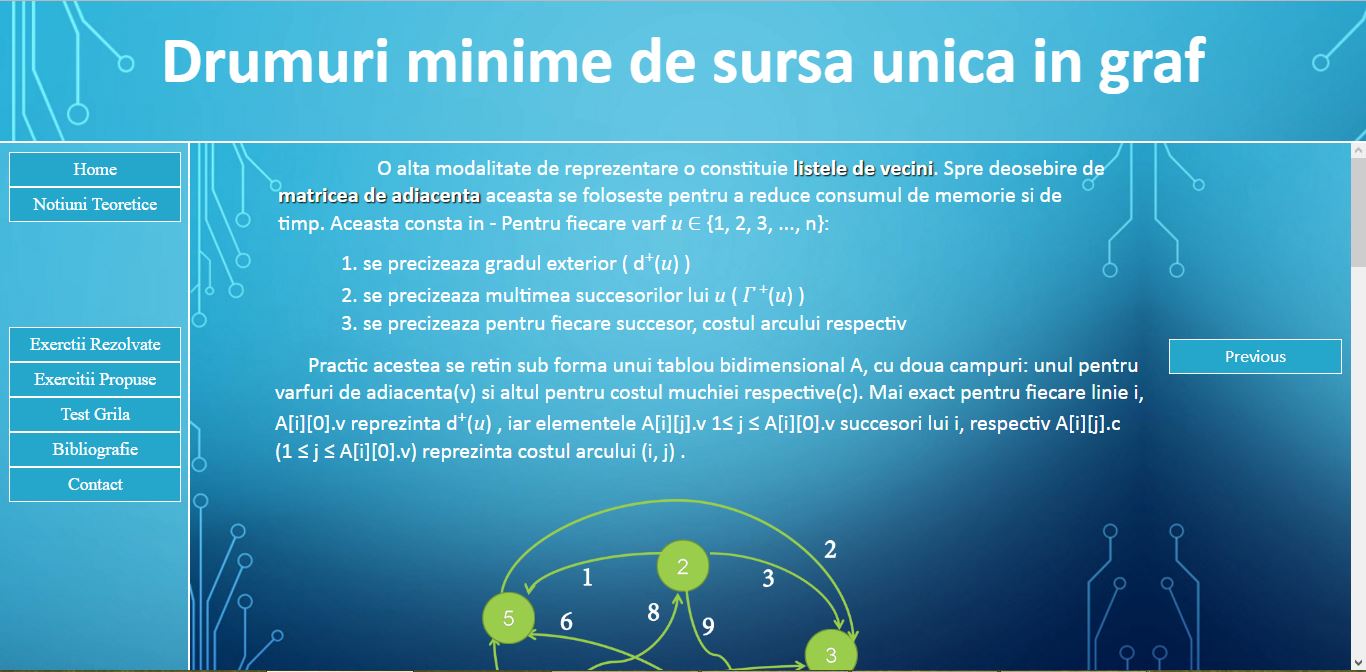 Drumuri minime de sursa unica in graf
Home
Notiuni Teoretice
Exerctii Rezolvate
Exercitii Propuse
Test Grila
Bibliografie
Contact
O alta modalitate de reprezentare o constituie listele de vecini. Spre deosebire de
matricea de adiacenta aceasta se foloseste pentru a reduce consumul de memorie si de
timp. Aceasta consta in - Pentru fiecare varf u ∈ {1, 2, 3, ..., n}:
1. se precizeaza gradul exterior ( d⁺(u) )
2. se precizeaza multimea succesorilor lui u ( Γ⁺(u) )
3. se precizeaza pentru fiecare succesor, costul arcului respectiv
Practic acestea se retin sub forma unui tablou bidimensional A, cu doua campuri: unul pentru
varfuri de adiacenta(v) si altul pentru costul muchiei respective(c). Mai exact pentru fiecare linie i,
A[i][0].v reprezinta d⁺(u) , iar elementele A[i][j].v 1≤ j ≤ A[i][0].v succesori lui i, respectiv A[i][j].c
(1 ≤ j ≤ A[i][0].v) reprezinta costul arcului (i, j) .
Previous
2
2
1
3
5
6
8
9
3